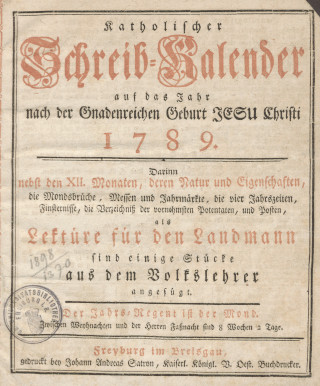 Katholischer
Schreib-Kalender
auf das Jahr
nach der Gnadenreichen Geburt JESU Christi
1789.
Darinn
nebst den XII. Monaten, deren Natur und Eigenschaften,
die Mondsbrüche, Messen und Jahrmärkte, die vier Jahrszeiten,
Finsternisse, die Verzeichniß der vornehmsten Potentaten, und Posten,
als
Lektüre für den Landmann
sind einige Stücke
aus dem Volkslehrer
angefügt.
Der Jahrs-Regent ist der Mond.
Zwischen Weyhnachten und der Herren Faßnacht sind 8 Wochen 2 Tage.
Freyburg im Breisgau,
gedruckt bey Johann Andreas Satron, Kaiserl. Königl. V. Oest. Buchdrucker.